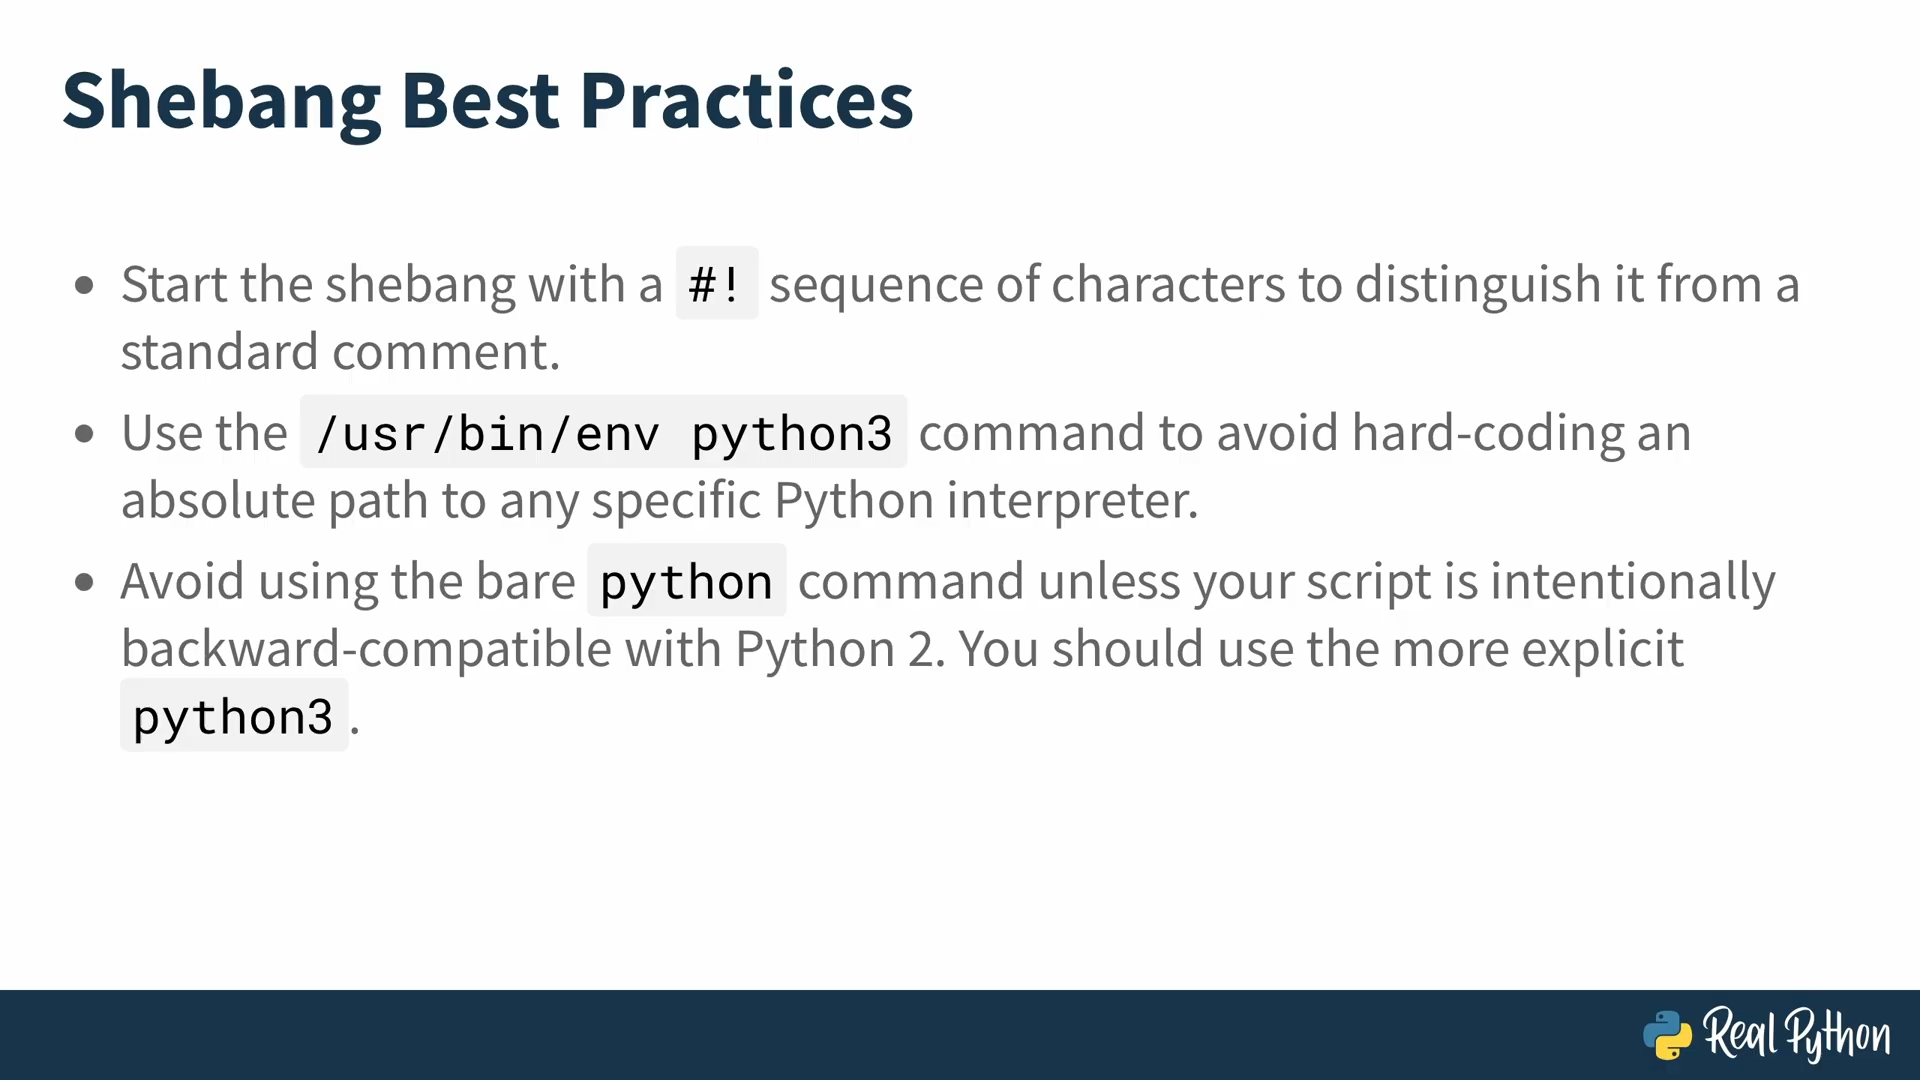 Shebang Best Practices
• Start the shebang with a #! sequence of characters to distinguish it from a
standard comment.
• Use the /usr/bin/env python3 command to avoid hard-coding an
absolute path to any specific Python interpreter.
• Avoid using the bare python command unless your script is intentionally
backward-compatible with Python 2. You should use the more explicit
python3.
Real Python